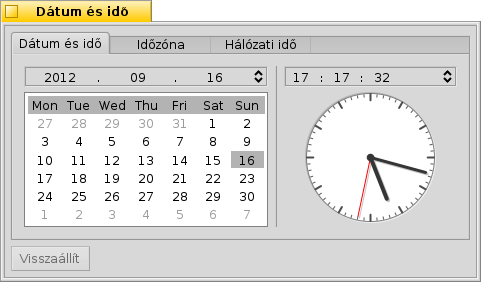 Dátum és idő
Dátum és idő Időzóna Hálózati idő
2012 . 09 . 16 17 : 17 : 32
Mon Tue Wed Thu Fri Sat Sun
27 28 29 30 31 1 2
3 4 5 6 7 8 9
10 11 12 13 14 15 16
17 18 19 20 21 22 23
24 25 26 27 28 29 30
1 2 3 4 5 6 7
Visszaállít